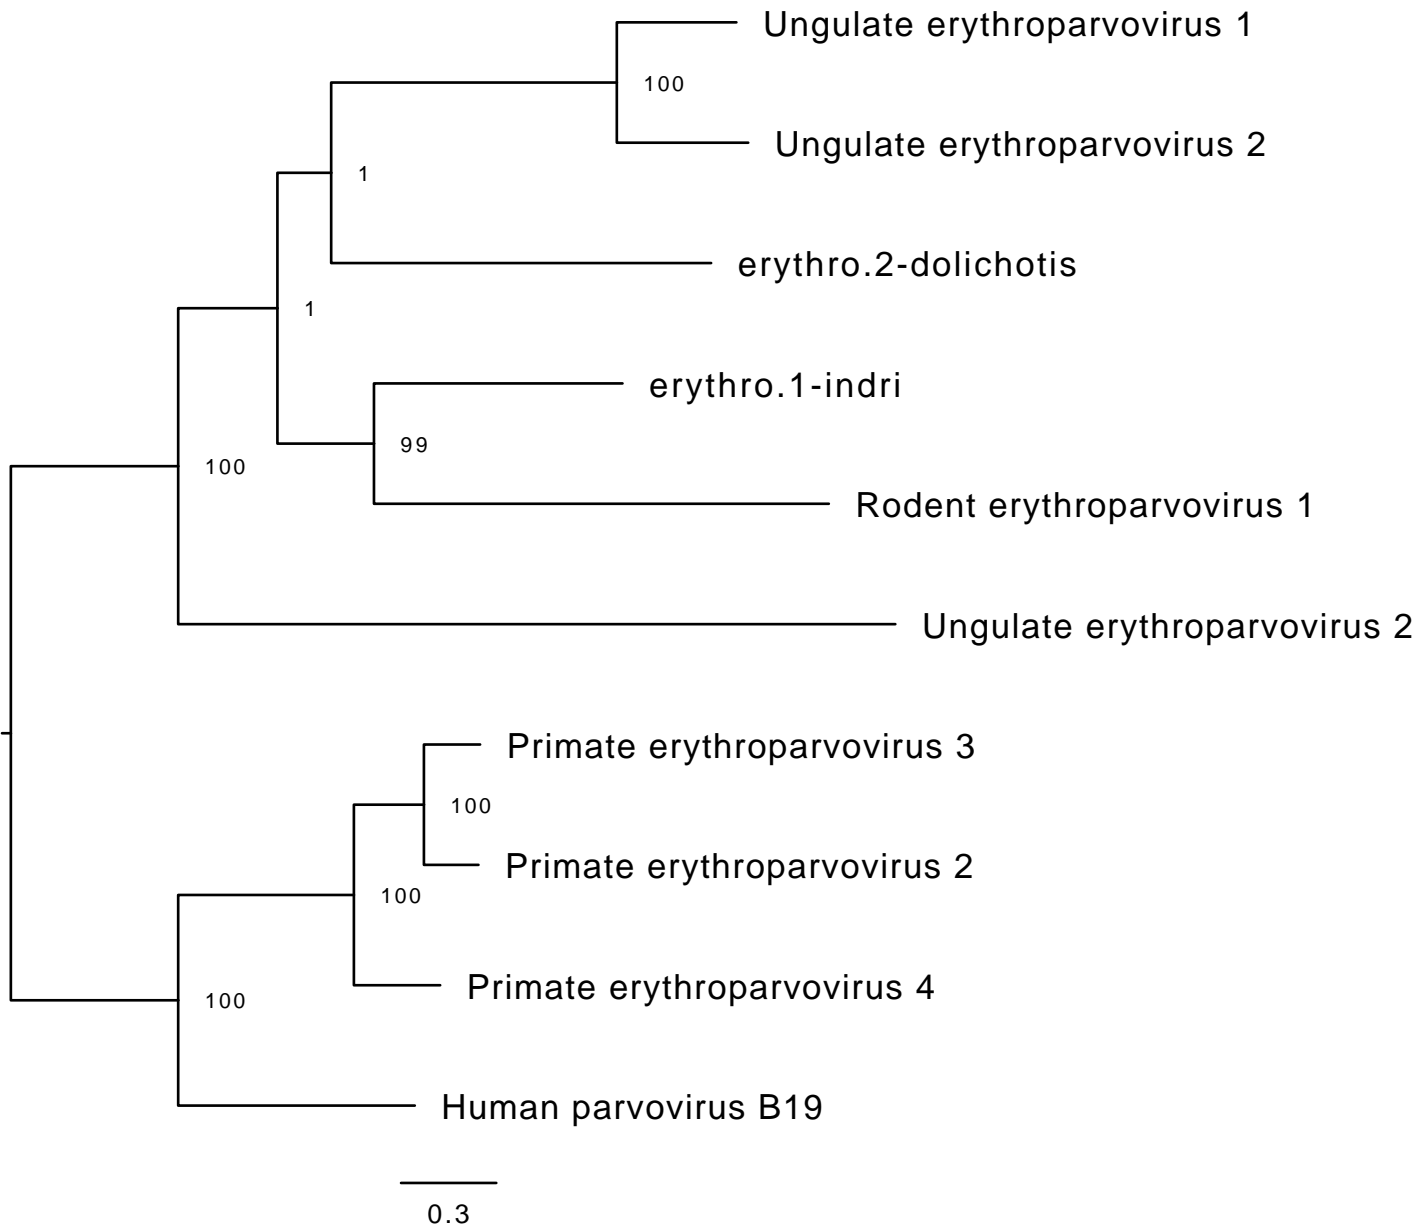 Ungulate erythroparvovirus 1
100
Ungulate erythroparvovirus 2
1
erythro.2-dolichotis
1
erythro.1-indri
99
100
Rodent erythroparvovirus 1
Ungulate erythroparvovirus 2
Primate erythroparvovirus 3
100
Primate erythroparvovirus 2
100
Primate erythroparvovirus 4
100
Human parvovirus B19
0.3